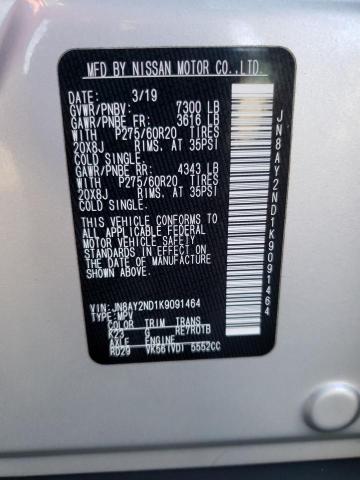 MFD BY NISSAN MOTOR CO.,LTD.
DATE: 3/19
GVWR/PNBV: 7300 LB
GAWR/PNBE FR: 3616 LB
WITH P275/60R20 TIRES
20X8J RIMS, AT 35PSI
COLD SINGLE
GAWR/PNBE RR: 4343 LB
WITH P275/60R20 TIRES
20X8J RIMS, AT 35PSI
COLD SINGLE.
THIS VEHICLE CONFORMS TO
ALL APPLICABLE U.S.
FEDERAL MOTOR VEHICLE
SAFETY STANDARDS IN
EFFECT ON THE DATE OF
MANUFACTURE SHOWN ABOVE.
VIN: JN8AY2ND1K9091464
TYPE: MPV
COLOR TRIM TRANS
K23 G RE7R01B
AXLE ENGINE
RD29 VK56(VD) 5552CC
JN8AY2ND1K9091464